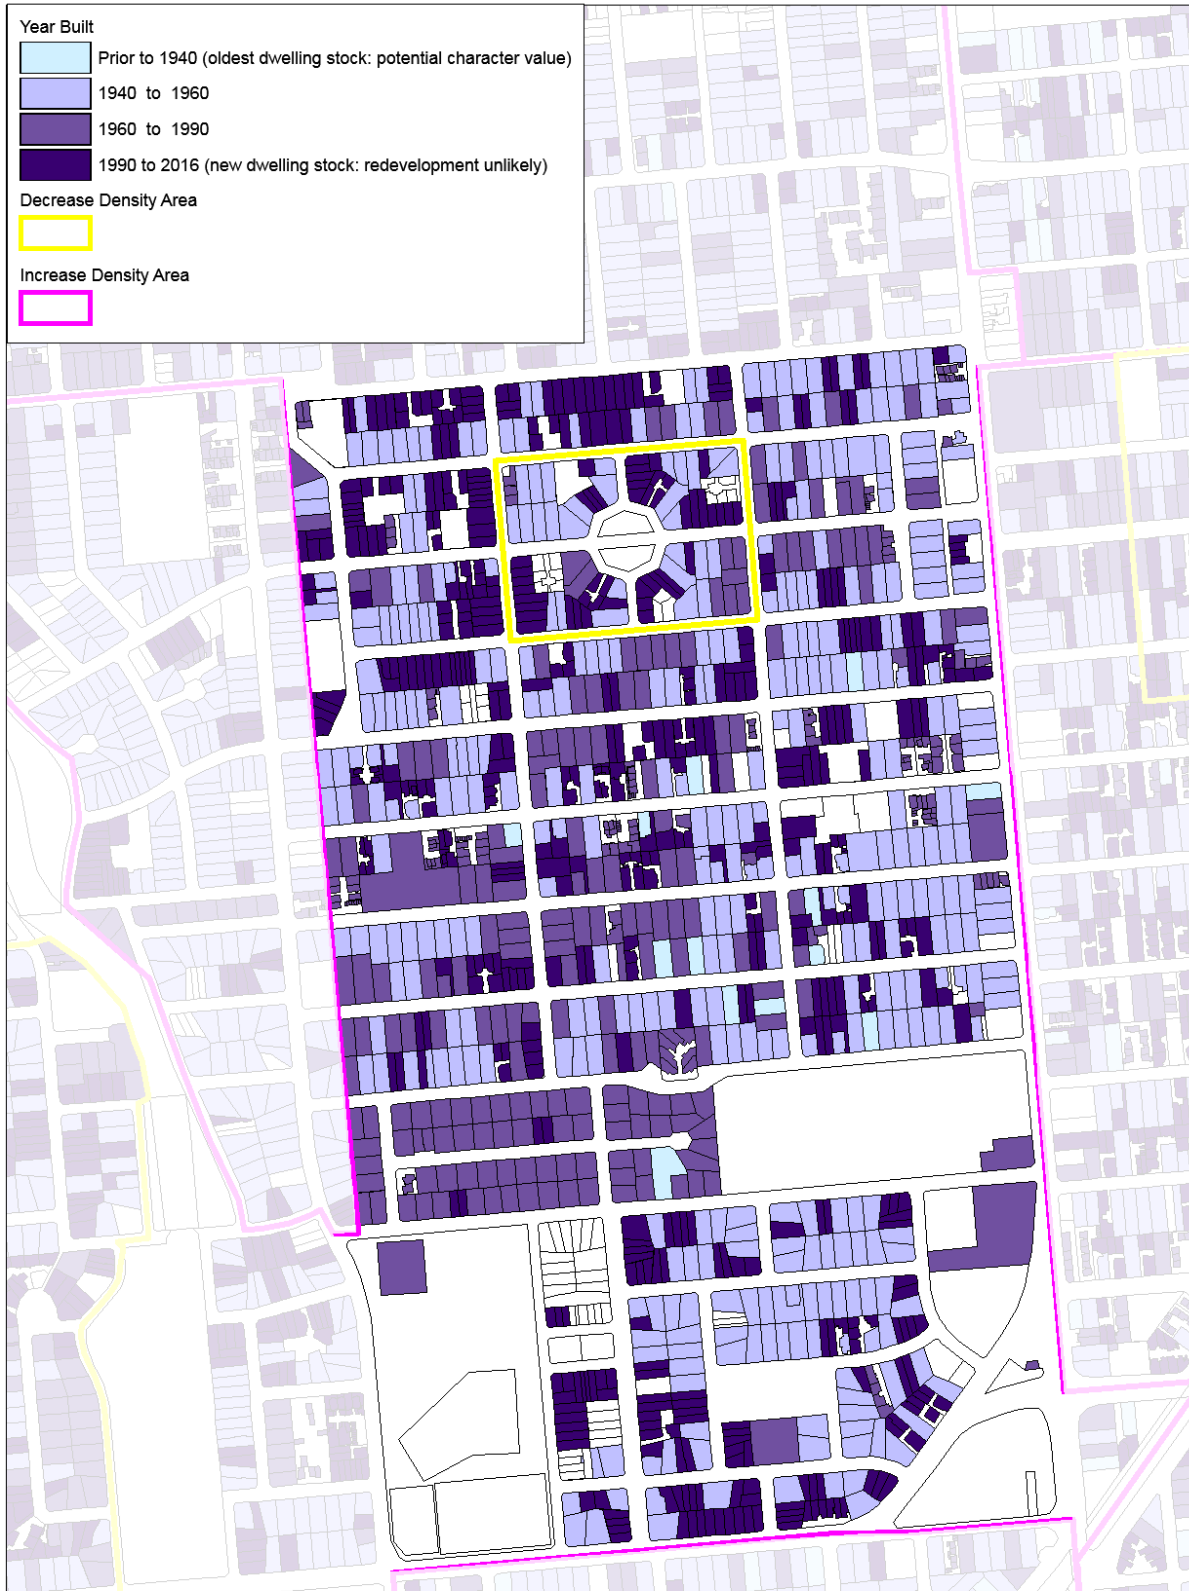 Year Built
Prior to 1940 (oldest dwelling stock: potential character value)
1940 to 1960
1960 to 1990
1990 to 2016 (new dwelling stock: redevelopment unlikely)
Decrease Density Area
Increase Density Area